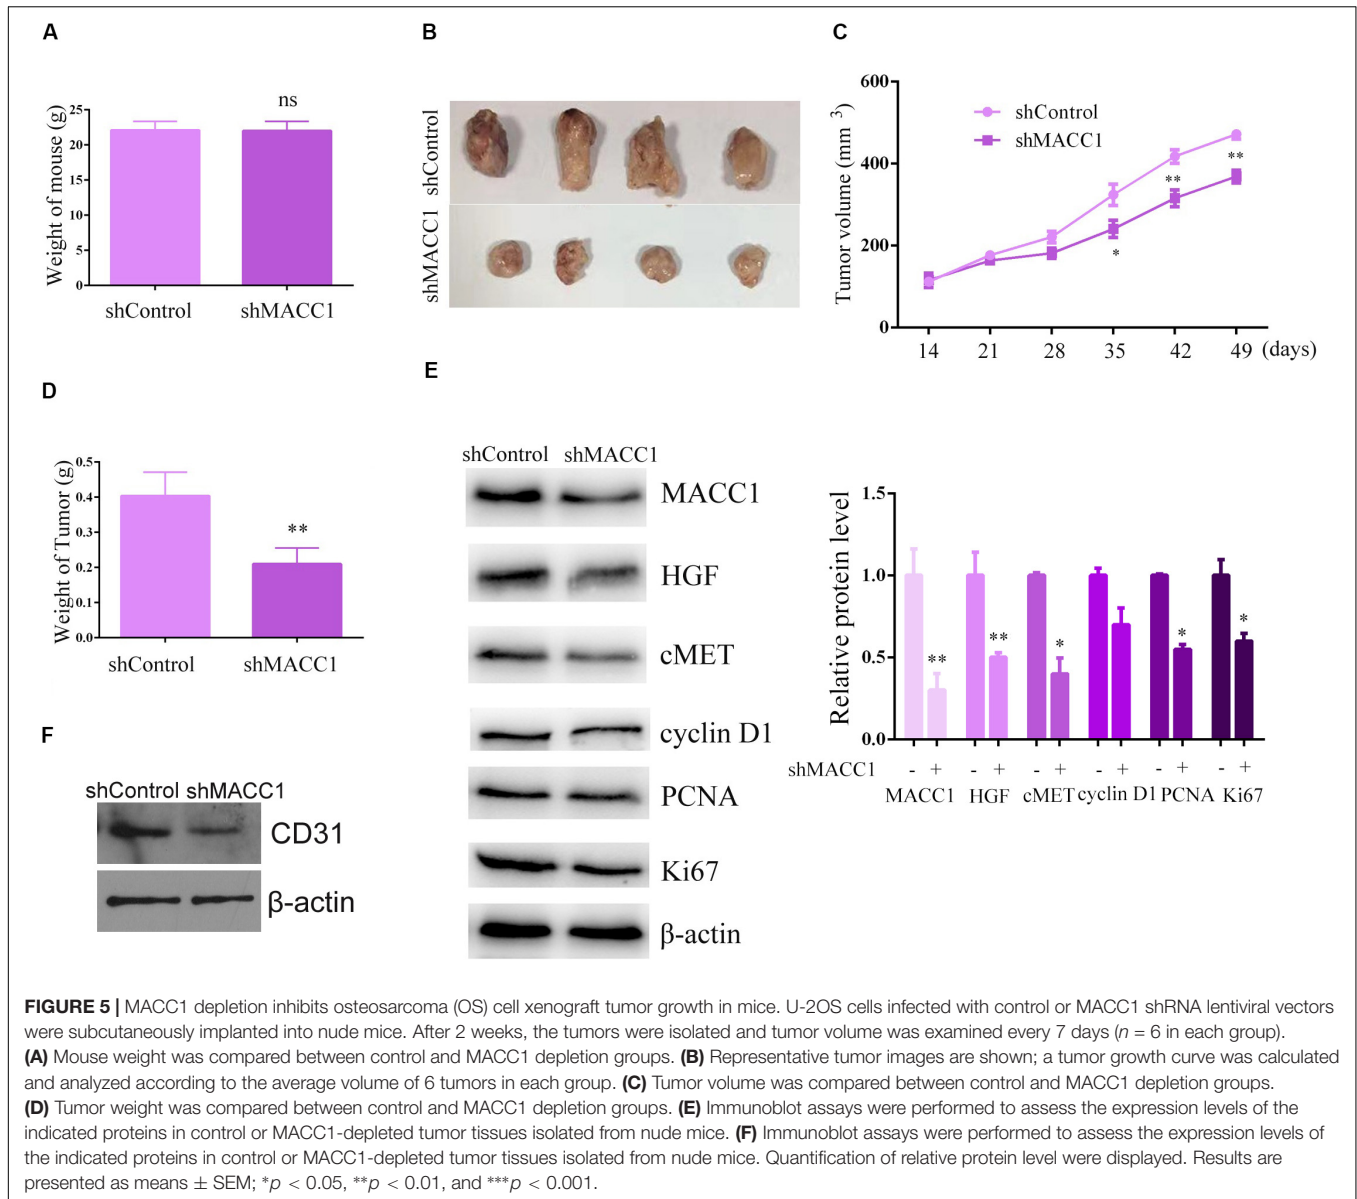 A
Weight of mouse (g)
25
20
15
10
5
0
ns
shControl
shMACC1
B
shControl
shMACC1
C
Tumor volume (mm 3)
600
400
200
0
shControl
shMACC1
*
**
**
14
21
28
35
42
49
(days)
D
Weight of Tumor (g)
0.5
0.4
0.3
0.2
0.1
0.0
**
shControl
shMACC1
E
shControl shMACC1
MACC1
HGF
cMET
cyclin D1
PCNA
Ki67
β-actin
Relative protein level
1.5
1.0
0.5
0.0
**
**
*
*
*
shMACC1 - + - + - + - + - + - +
MACC1 HGF cMET cyclin D1 PCNA Ki67
F
shControl shMACC1
CD31
β-actin
FIGURE 5 | MACC1 depletion inhibits osteosarcoma (OS) cell xenograft tumor growth in mice. U-2OS cells infected with control or MACC1 shRNA lentiviral vectors
were subcutaneously implanted into nude mice. After 2 weeks, the tumors were isolated and tumor volume was examined every 7 days (n = 6 in each group).
(A) Mouse weight was compared between control and MACC1 depletion groups. (B) Representative tumor images are shown; a tumor growth curve was calculated
and analyzed according to the average volume of 6 tumors in each group. (C) Tumor volume was compared between control and MACC1 depletion groups.
(D) Tumor weight was compared between control and MACC1 depletion groups. (E) Immunoblot assays were performed to assess the expression levels of the
indicated proteins in control or MACC1-depleted tumor tissues isolated from nude mice. (F) Immunoblot assays were performed to assess the expression levels of
the indicated proteins in control or MACC1-depleted tumor tissues isolated from nude mice. Quantification of relative protein level were displayed. Results are
presented as means ± SEM; *p < 0.05, **p < 0.01, and ***p < 0.001.